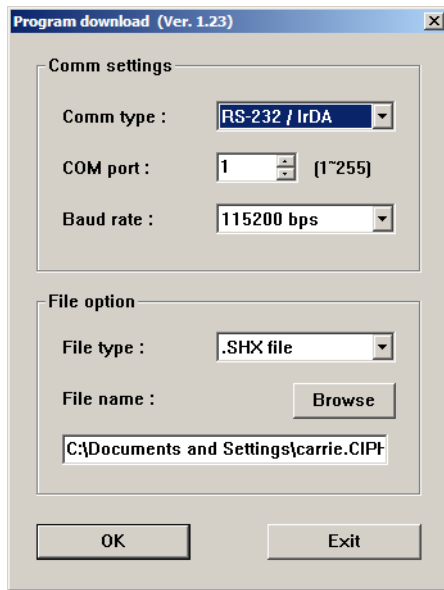 Program download (Ver. 1.23)
Comm settings
Comm type : RS-232 / IrDA
COM port : 1 (1~255)
Baud rate : 115200 bps
File option
File type : .SHX file
File name : Browse
C:\Documents and Settings\carrie.CIPH
OK Exit